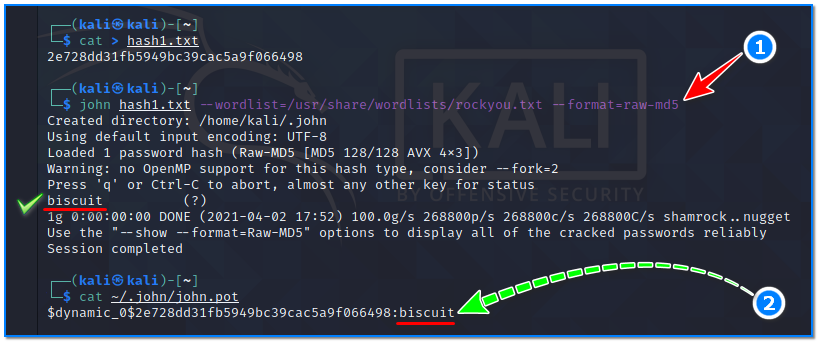 ┌──(kali㉿kali)-[~]
└─$ cat > hash1.txt
2e728dd31fb5949bc39cac5a9f066498
┌──(kali㉿kali)-[~]
└─$ john hash1.txt --wordlist=/usr/share/wordlists/rockyou.txt --format=raw-md5
1
Created directory: /home/kali/.john
Using default input encoding: UTF-8
Loaded 1 password hash (Raw-MD5 [MD5 128/128 AVX 4×3])
Warning: no OpenMP support for this hash type, consider --fork=2
Press 'q' or Ctrl-C to abort, almost any other key for status
biscuit          (?)
1g 0:00:00:00 DONE (2021-04-02 17:52) 100.0g/s 268800p/s 268800c/s 268800C/s shamrock..nugget
Use the "--show --format=Raw-MD5" options to display all of the cracked passwords reliably
Session completed
KALI
BY OFFENSIVE SECURITY
┌──(kali㉿kali)-[~]
└─$ cat ~/.john/john.pot
$dynamic_0$2e728dd31fb5949bc39cac5a9f066498:biscuit
2